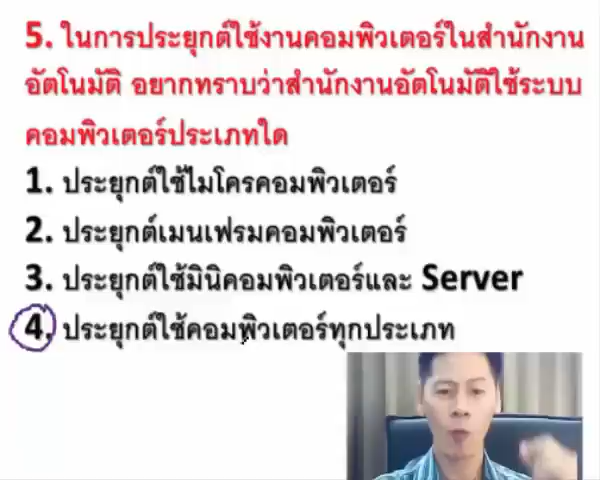 5. ในการประยุกต์ใช้งานคอมพิวเตอร์ในสำนักงาน
อัตโนมัติ อยากทราบว่าสำนักงานอัตโนมัติใช้ระบบ
คอมพิวเตอร์ประเภทใด
1. ประยุกต์ใช้ไมโครคอมพิวเตอร์
2. ประยุกต์เมนเฟรมคอมพิวเตอร์
3. ประยุกต์ใช้มินิคอมพิวเตอร์และ Server
4. ประยุกต์ใช้คอมพิวเตอร์ทุกประเภท